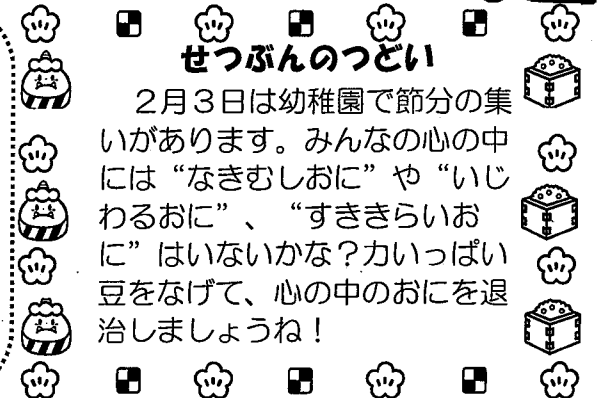 せつぶんのつどい
　２月３日は幼稚園で節分の集
いがあります。みんなの心の中
には“なきむしおに”や“いじ
わるおに”、“すききらいお
に”はいないかな？力いっぱい
豆をなげて、心の中のおにを退
治しましょうね！